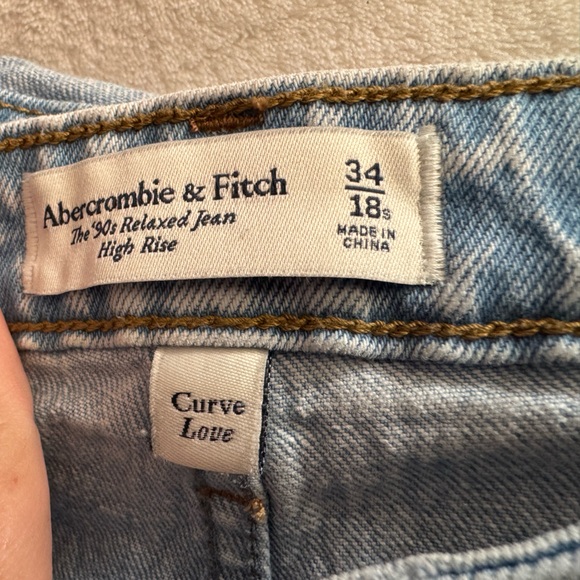 Abercrombie & Fitch
The '90s Relaxed Jean
High Rise
34
18s
MADE IN
CHINA
Curve
Love